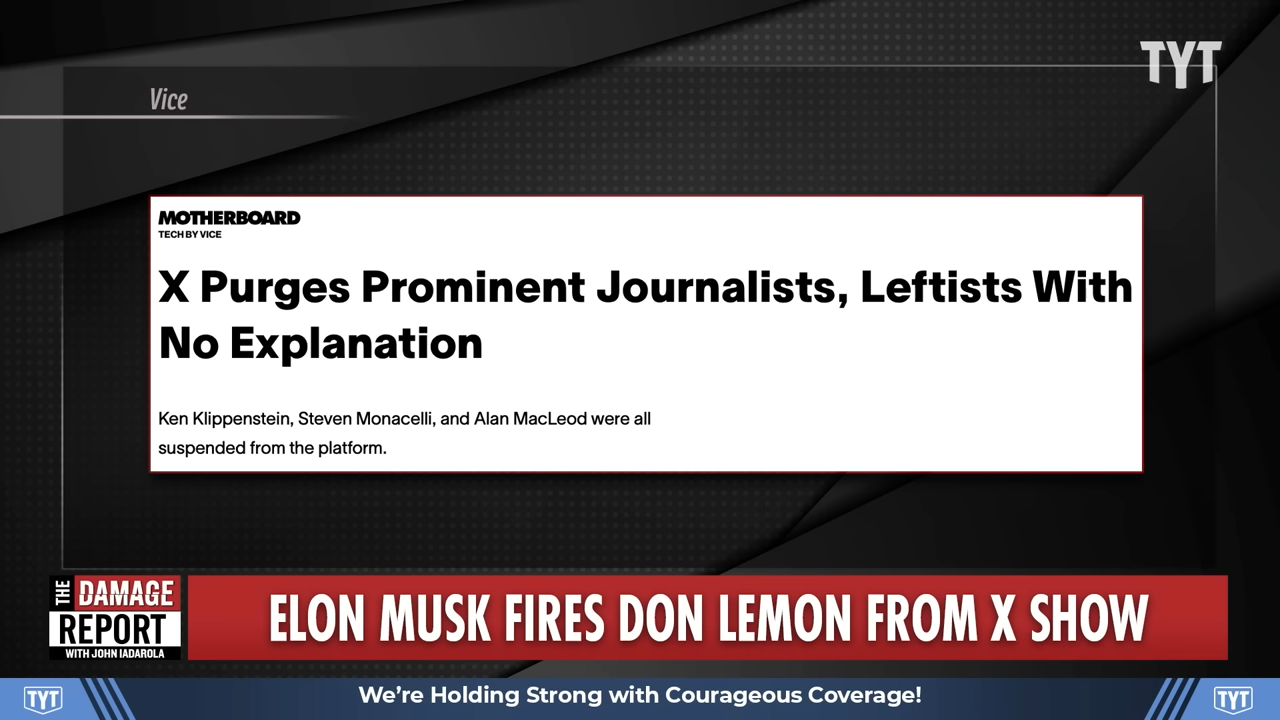 TYT
Vice
MOTHERBOARD
TECH BY VICE
X Purges Prominent Journalists, Leftists With
No Explanation
Ken Klippenstein, Steven Monacelli, and Alan MacLeod were all
suspended from the platform.
THE DAMAGE
REPORT
WITH JOHN IADAROLA
ELON MUSK FIRES DON LEMON FROM X SHOW
TYT
We’re Holding Strong with Courageous Coverage!
TYT